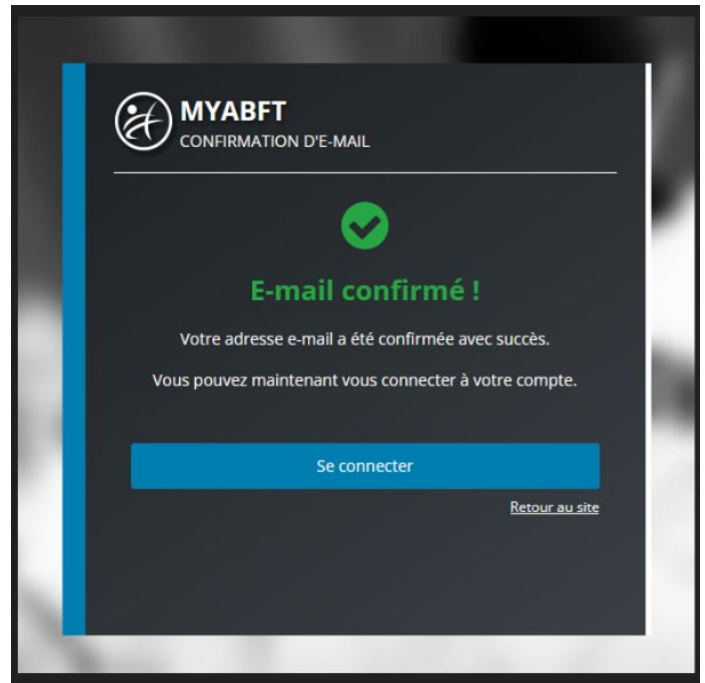 MYABFT
CONFIRMATION D'E-MAIL
E-mail confirmé !
Votre adresse e-mail a été confirmée avec succès.
Vous pouvez maintenant vous connecter à votre compte.
Se connecter
Retour au site